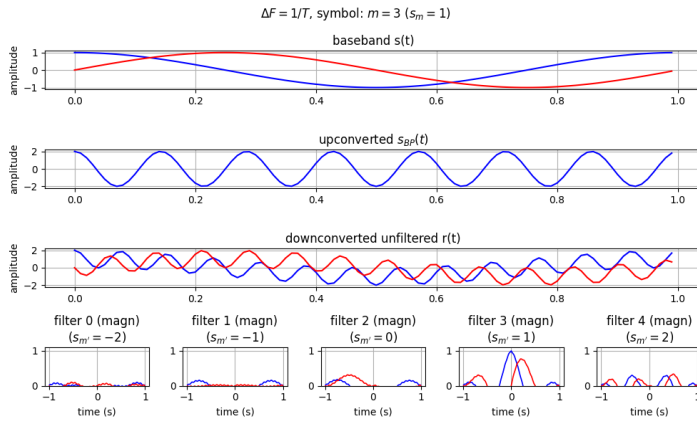 ΔF = 1/T, symbol: m = 3 (s_m = 1)
baseband s(t)
amplitude
1
0
−1
0.0 0.2 0.4 0.6 0.8 1.0
upconverted s_BP(t)
amplitude
2
0
−2
0.0 0.2 0.4 0.6 0.8 1.0
downconverted unfiltered r(t)
amplitude
2
0
−2
0.0 0.2 0.4 0.6 0.8 1.0
filter 0 (magn)
(s_m′ = −2)
1
0
−1 0 1
time (s)
filter 1 (magn)
(s_m′ = −1)
1
0
−1 0 1
time (s)
filter 2 (magn)
(s_m′ = 0)
1
0
−1 0 1
time (s)
filter 3 (magn)
(s_m′ = 1)
1
0
−1 0 1
time (s)
filter 4 (magn)
(s_m′ = 2)
1
0
−1 0 1
time (s)